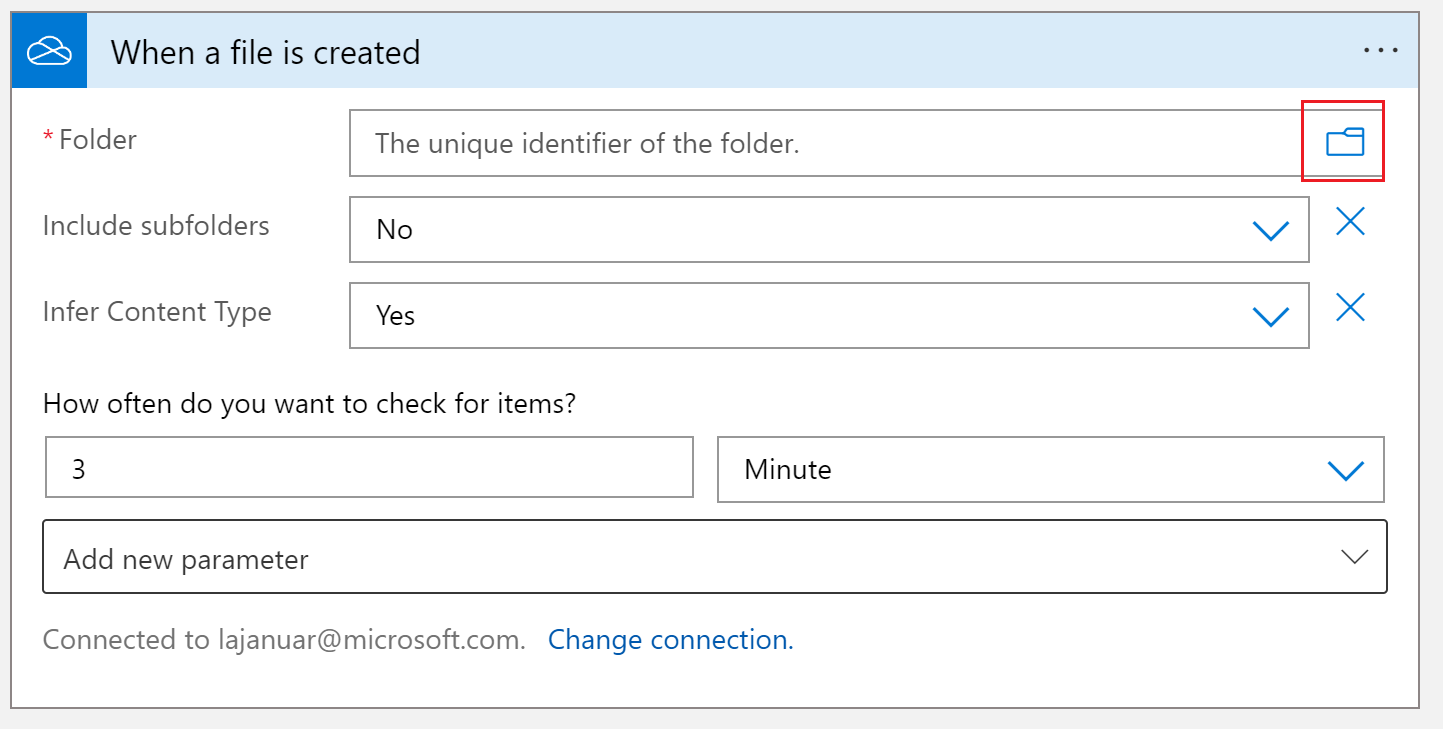 When a file is created
* Folder The unique identifier of the folder.
Include subfolders No
Infer Content Type Yes
How often do you want to check for items?
3 Minute
Add new parameter
Connected to lajanuar@microsoft.com. Change connection.